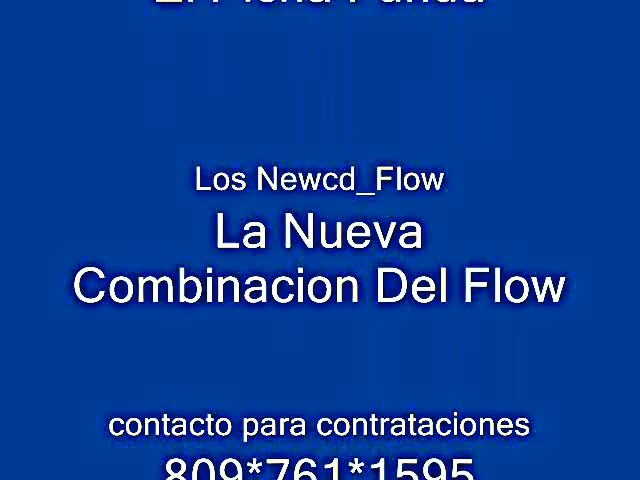 Los Newcd_Flow
La Nueva
Combinacion Del Flow
contacto para contrataciones
809*761*1595